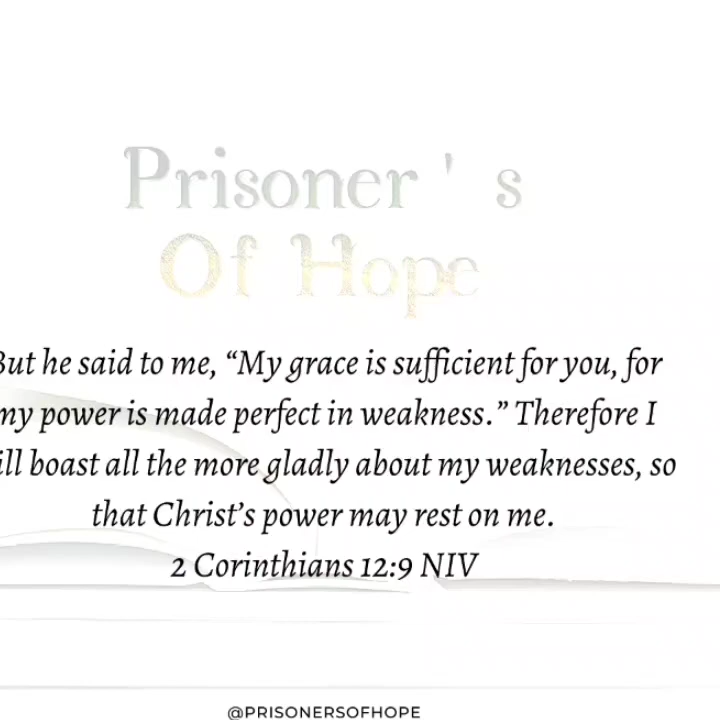 Prisoner ' s
Of Hope
But he said to me, “My grace is sufficient for you, for
my power is made perfect in weakness.” Therefore I
ill boast all the more gladly about my weaknesses, so
that Christ’s power may rest on me.
2 Corinthians 12:9 NIV
@PRISONERSOFHOPE